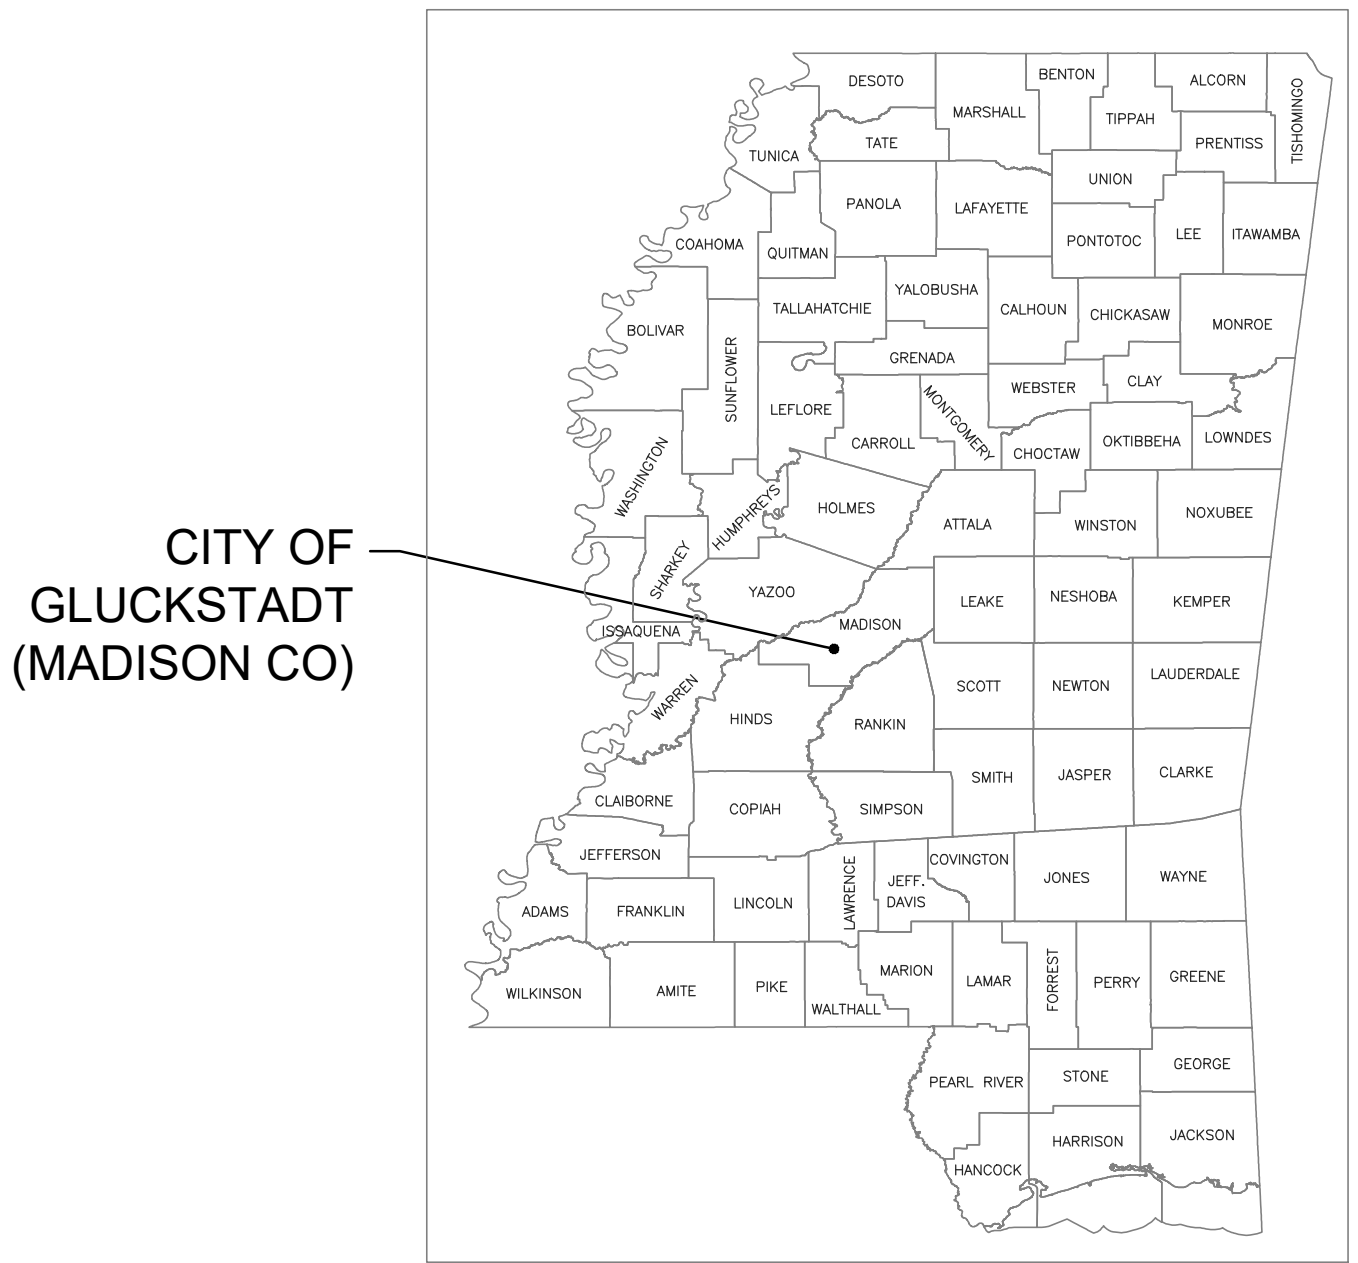 CITY OF
GLUCKSTADT
(MADISON CO)
DESOTO
BENTON
ALCORN
MARSHALL
TIPPAH
TISHOMINGO
TATE
PRENTISS
TUNICA
UNION
PANOLA
LAFAYETTE
LEE
ITAWAMBA
PONTOTOC
COAHOMA
QUITMAN
YALOBUSHA
TALLAHATCHIE
CALHOUN
CHICKASAW
MONROE
BOLIVAR
SUNFLOWER
GRENADA
WEBSTER
CLAY
LEFLORE
MONTGOMERY
CARROLL
CHOCTAW
OKTIBBEHA
LOWNDES
WASHINGTON
HUMPHREYS
HOLMES
ATTALA
WINSTON
NOXUBEE
SHARKEY
YAZOO
LEAKE
NESHOBA
KEMPER
ISSAQUENA
MADISON
WARREN
SCOTT
NEWTON
LAUDERDALE
HINDS
RANKIN
SMITH
JASPER
CLARKE
CLAIBORNE
COPIAH
SIMPSON
JEFFERSON
LAWRENCE
COVINGTON
JEFF.
DAVIS
JONES
WAYNE
ADAMS
FRANKLIN
LINCOLN
MARION
LAMAR
FORREST
PERRY
GREENE
WILKINSON
AMITE
PIKE
WALTHALL
PEARL RIVER
STONE
GEORGE
HANCOCK
HARRISON
JACKSON